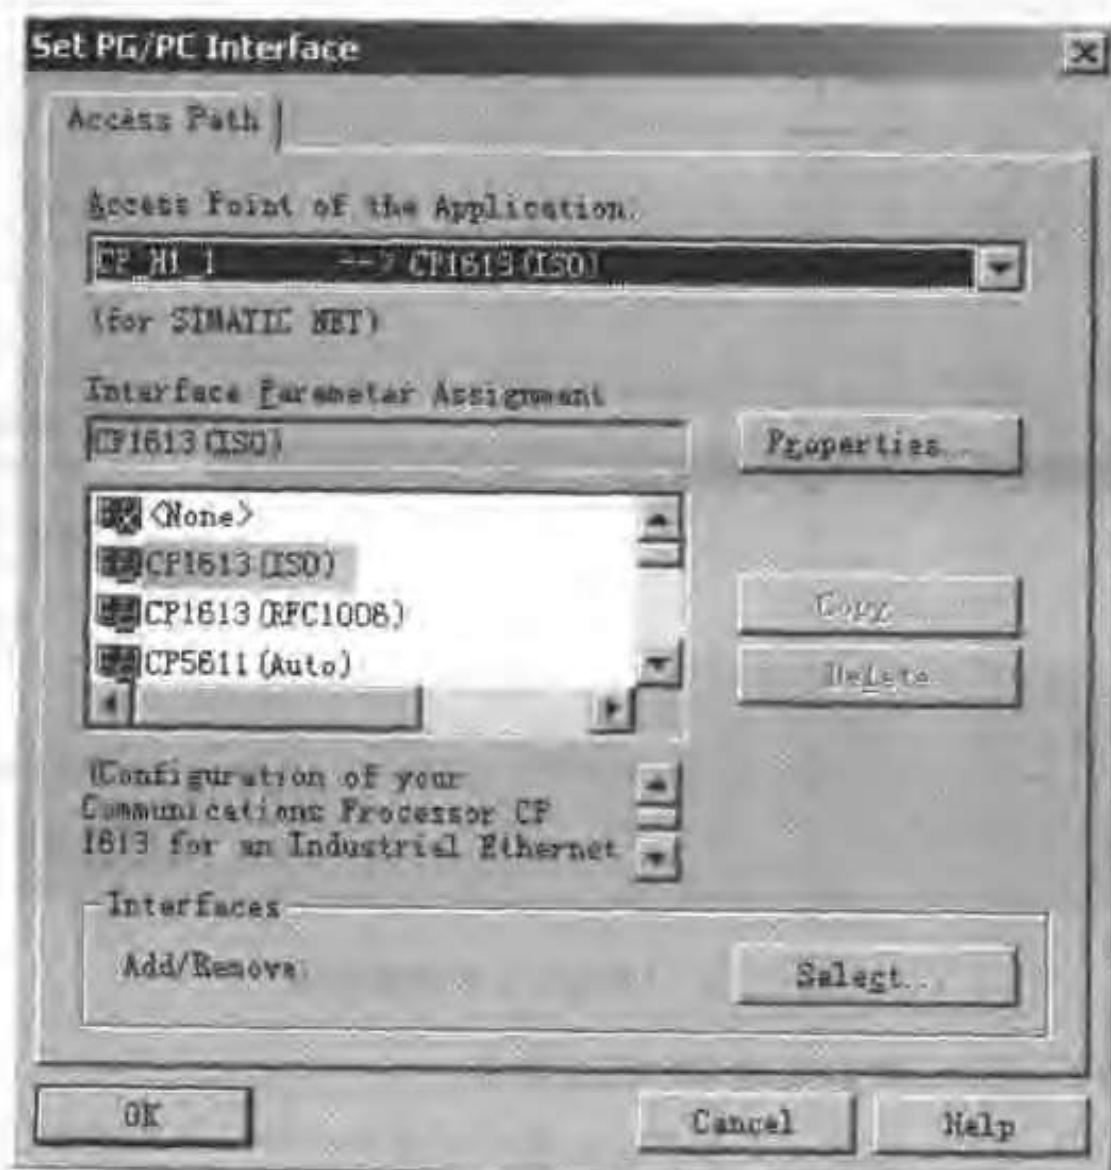 Set PG/PC Interface
Access Path
Access Point of the Application:
CP_H1_1 --> CP1613(ISO)
(for SIMATIC NET)
Interface Parameter Assignment
CP1613(ISO)
Properties...
<None>
CP1613(ISO)
CP1613(RFC1006)
Copy
CP5611(Auto)
Delete
(Configuration of your
Communications Processor CP
1613 for an Industrial Ethernet
Interfaces
Add/Remove:
Select...
OK
Cancel
Help